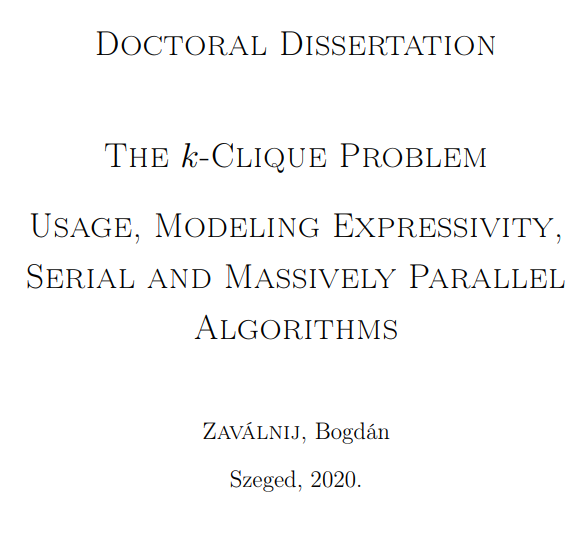 Doctoral Dissertation
The k-Clique Problem
Usage, Modeling Expressivity,
Serial and Massively Parallel
Algorithms
Zaválnij, Bogdán
Szeged, 2020.